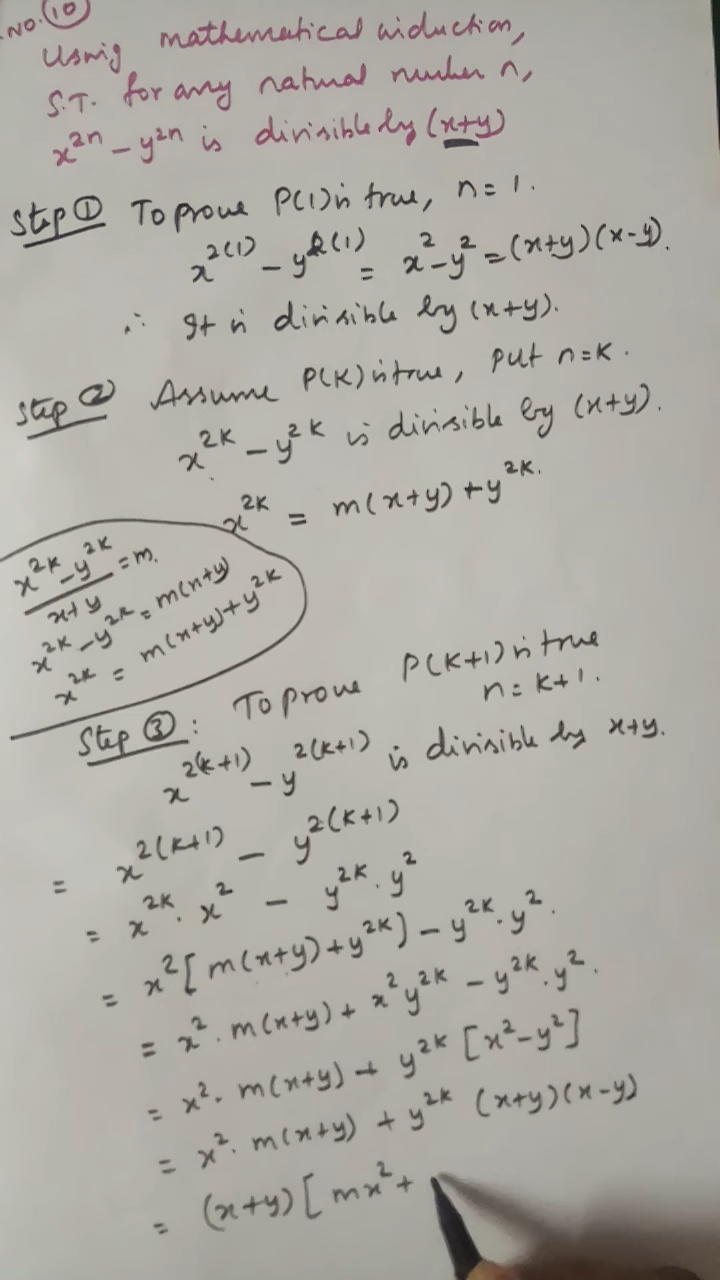 NO. 10
Using mathematical induction,
S.T. for any natural number n,
x^2n - y^2n is divisible by (x+y)
Step ① To prove P(1) is true, n=1.
x^2(1) - y^2(1) = x^2 - y^2 = (x+y)(x-y).
∴ It is divisible by (x+y).
Step ② Assume P(K) is true, put n=K.
x^2K - y^2K is divisible by (x+y).
x^2K = m(x+y) + y^2K.
x^2K - y^2K / x+y = m.
x^2K - y^2K = m(x+y)
x^2K = m(x+y) + y^2K
Step ③: To prove P(K+1) is true
n = K+1.
x^2(K+1) - y^2(K+1) is divisible by x+y.
= x^2(K+1) - y^2(K+1)
= x^2K . x^2 - y^2K . y^2
= x^2 [m(x+y) + y^2K) - y^2K . y^2.
= x^2 . m(x+y) + x^2 y^2K - y^2K . y^2.
= x^2 . m(x+y) + y^2K [x^2 - y^2]
= x^2 . m(x+y) + y^2K (x+y)(x-y)
= (x+y) [mx^2 +